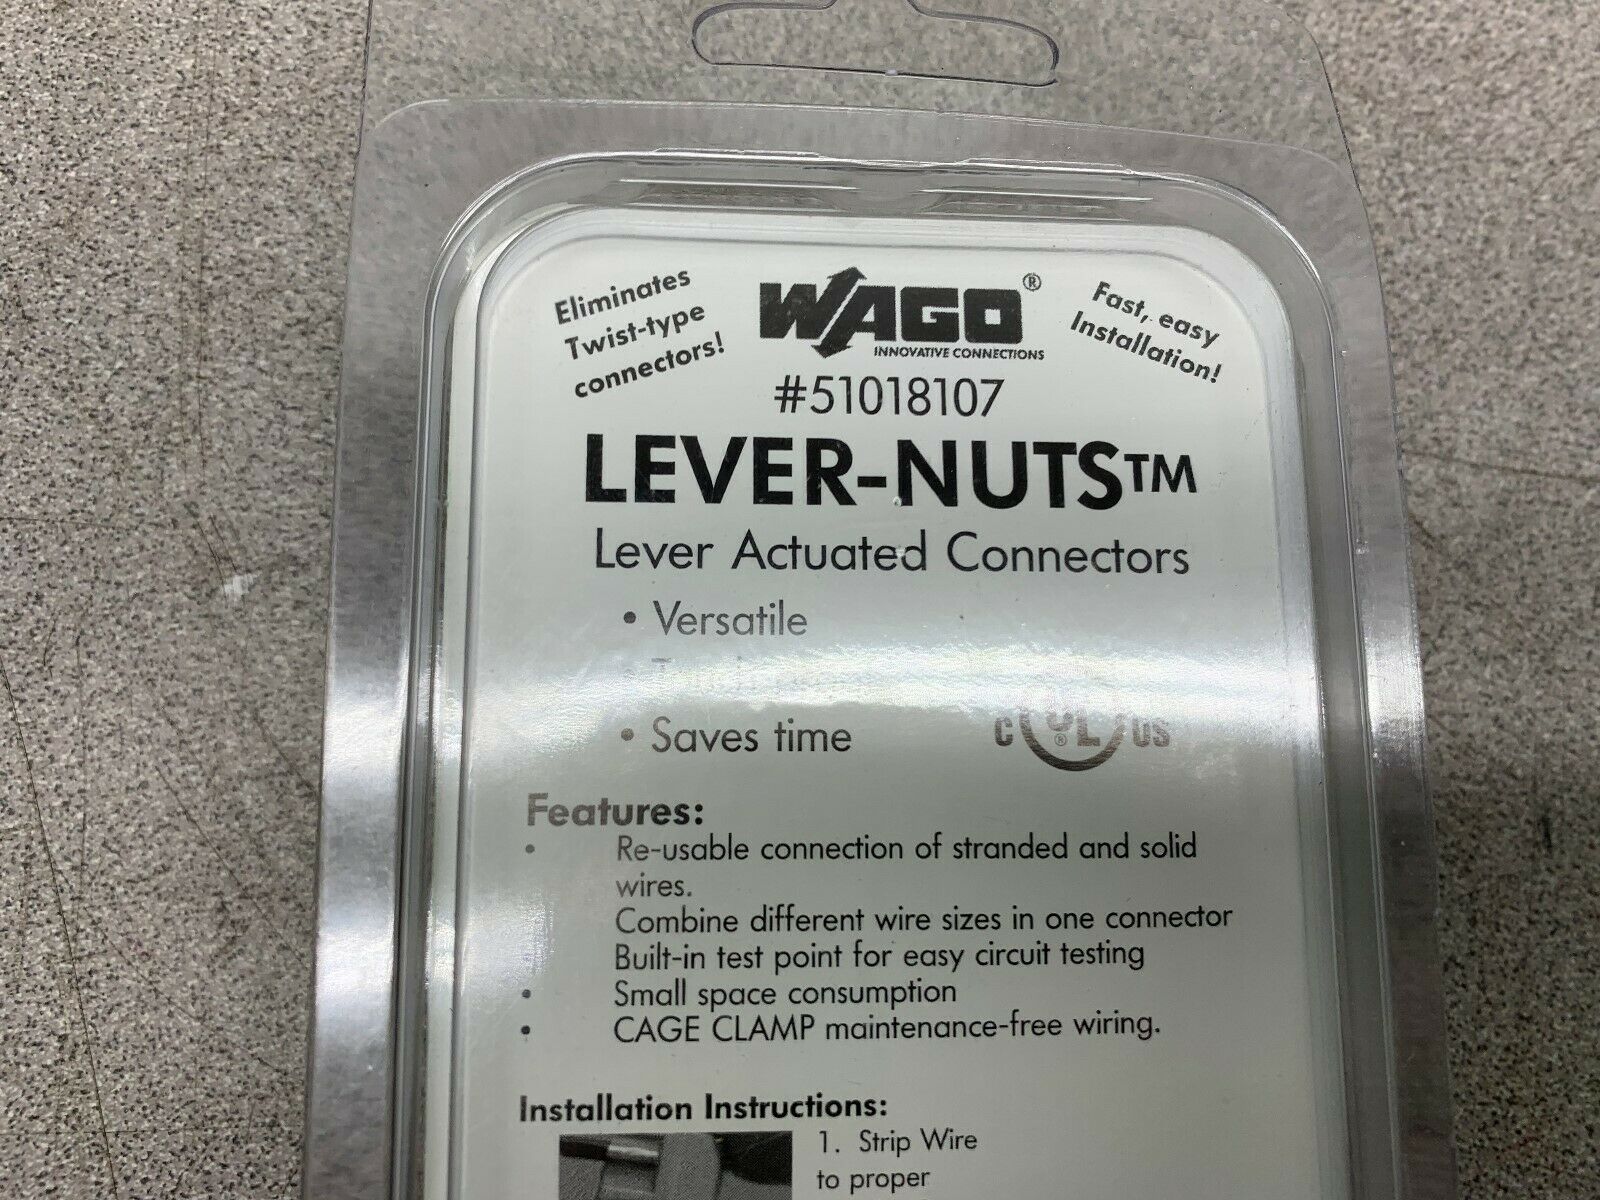 Eliminates
Twist-type
connectors!
WAGO®
INNOVATIVE CONNECTIONS
Fast, easy
Installation!
#51018107
LEVER-NUTS™
Lever Actuated Connectors
• Versatile
• Saves time
C UL® US
Features:
• Re-usable connection of stranded and solid
wires.
Combine different wire sizes in one connector
Built-in test point for easy circuit testing
• Small space consumption
• CAGE CLAMP maintenance-free wiring.
Installation Instructions:
1. Strip Wire
to proper